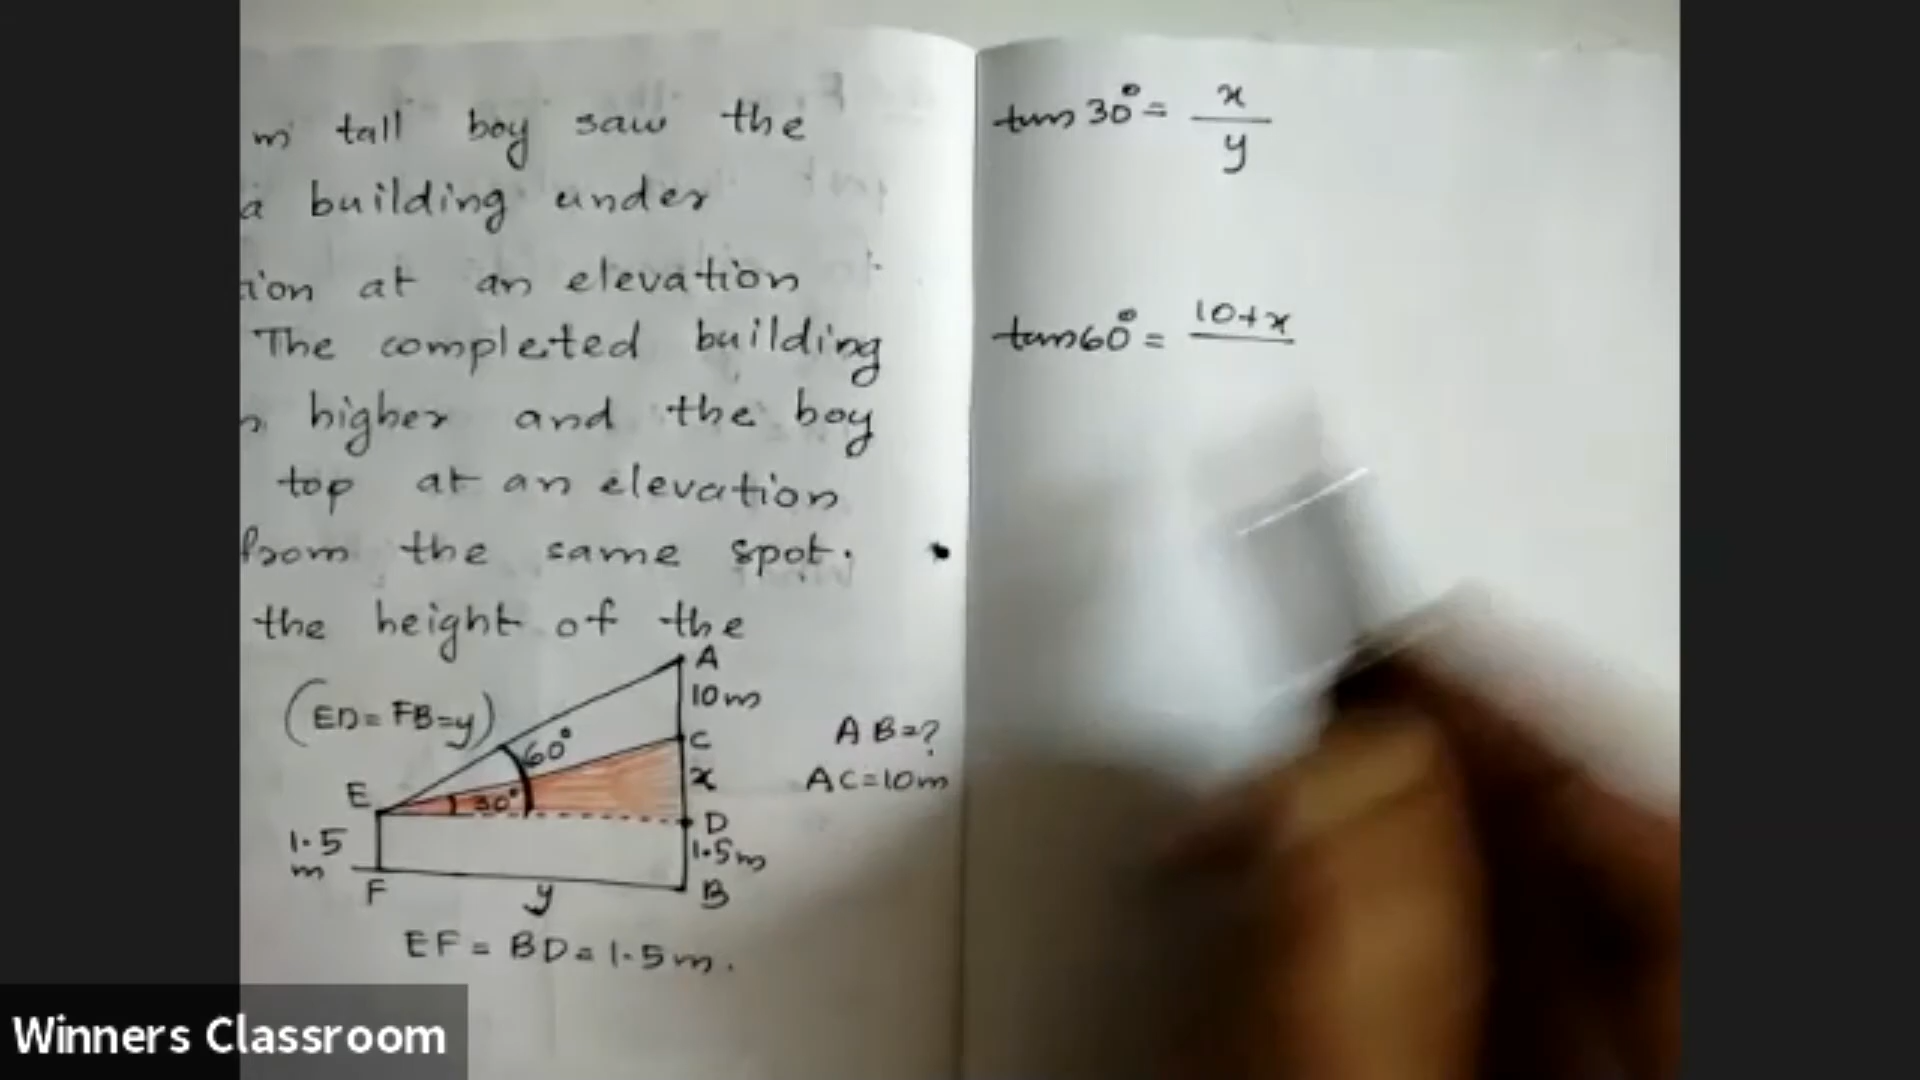 m tall boy saw the
a building under
ion at an elevation
The completed building
higher and the boy
top at an elevation
from the same spot.
the height of the
A
10m
(ED = FB = y)
60°
C
AB = ?
x
AC = 10m
E
30°
D
1.5
m
1.5m
F
y
B
EF = BD = 1.5m.
tan 30° = x
y
tan 60° = 10+x
Winners Classroom